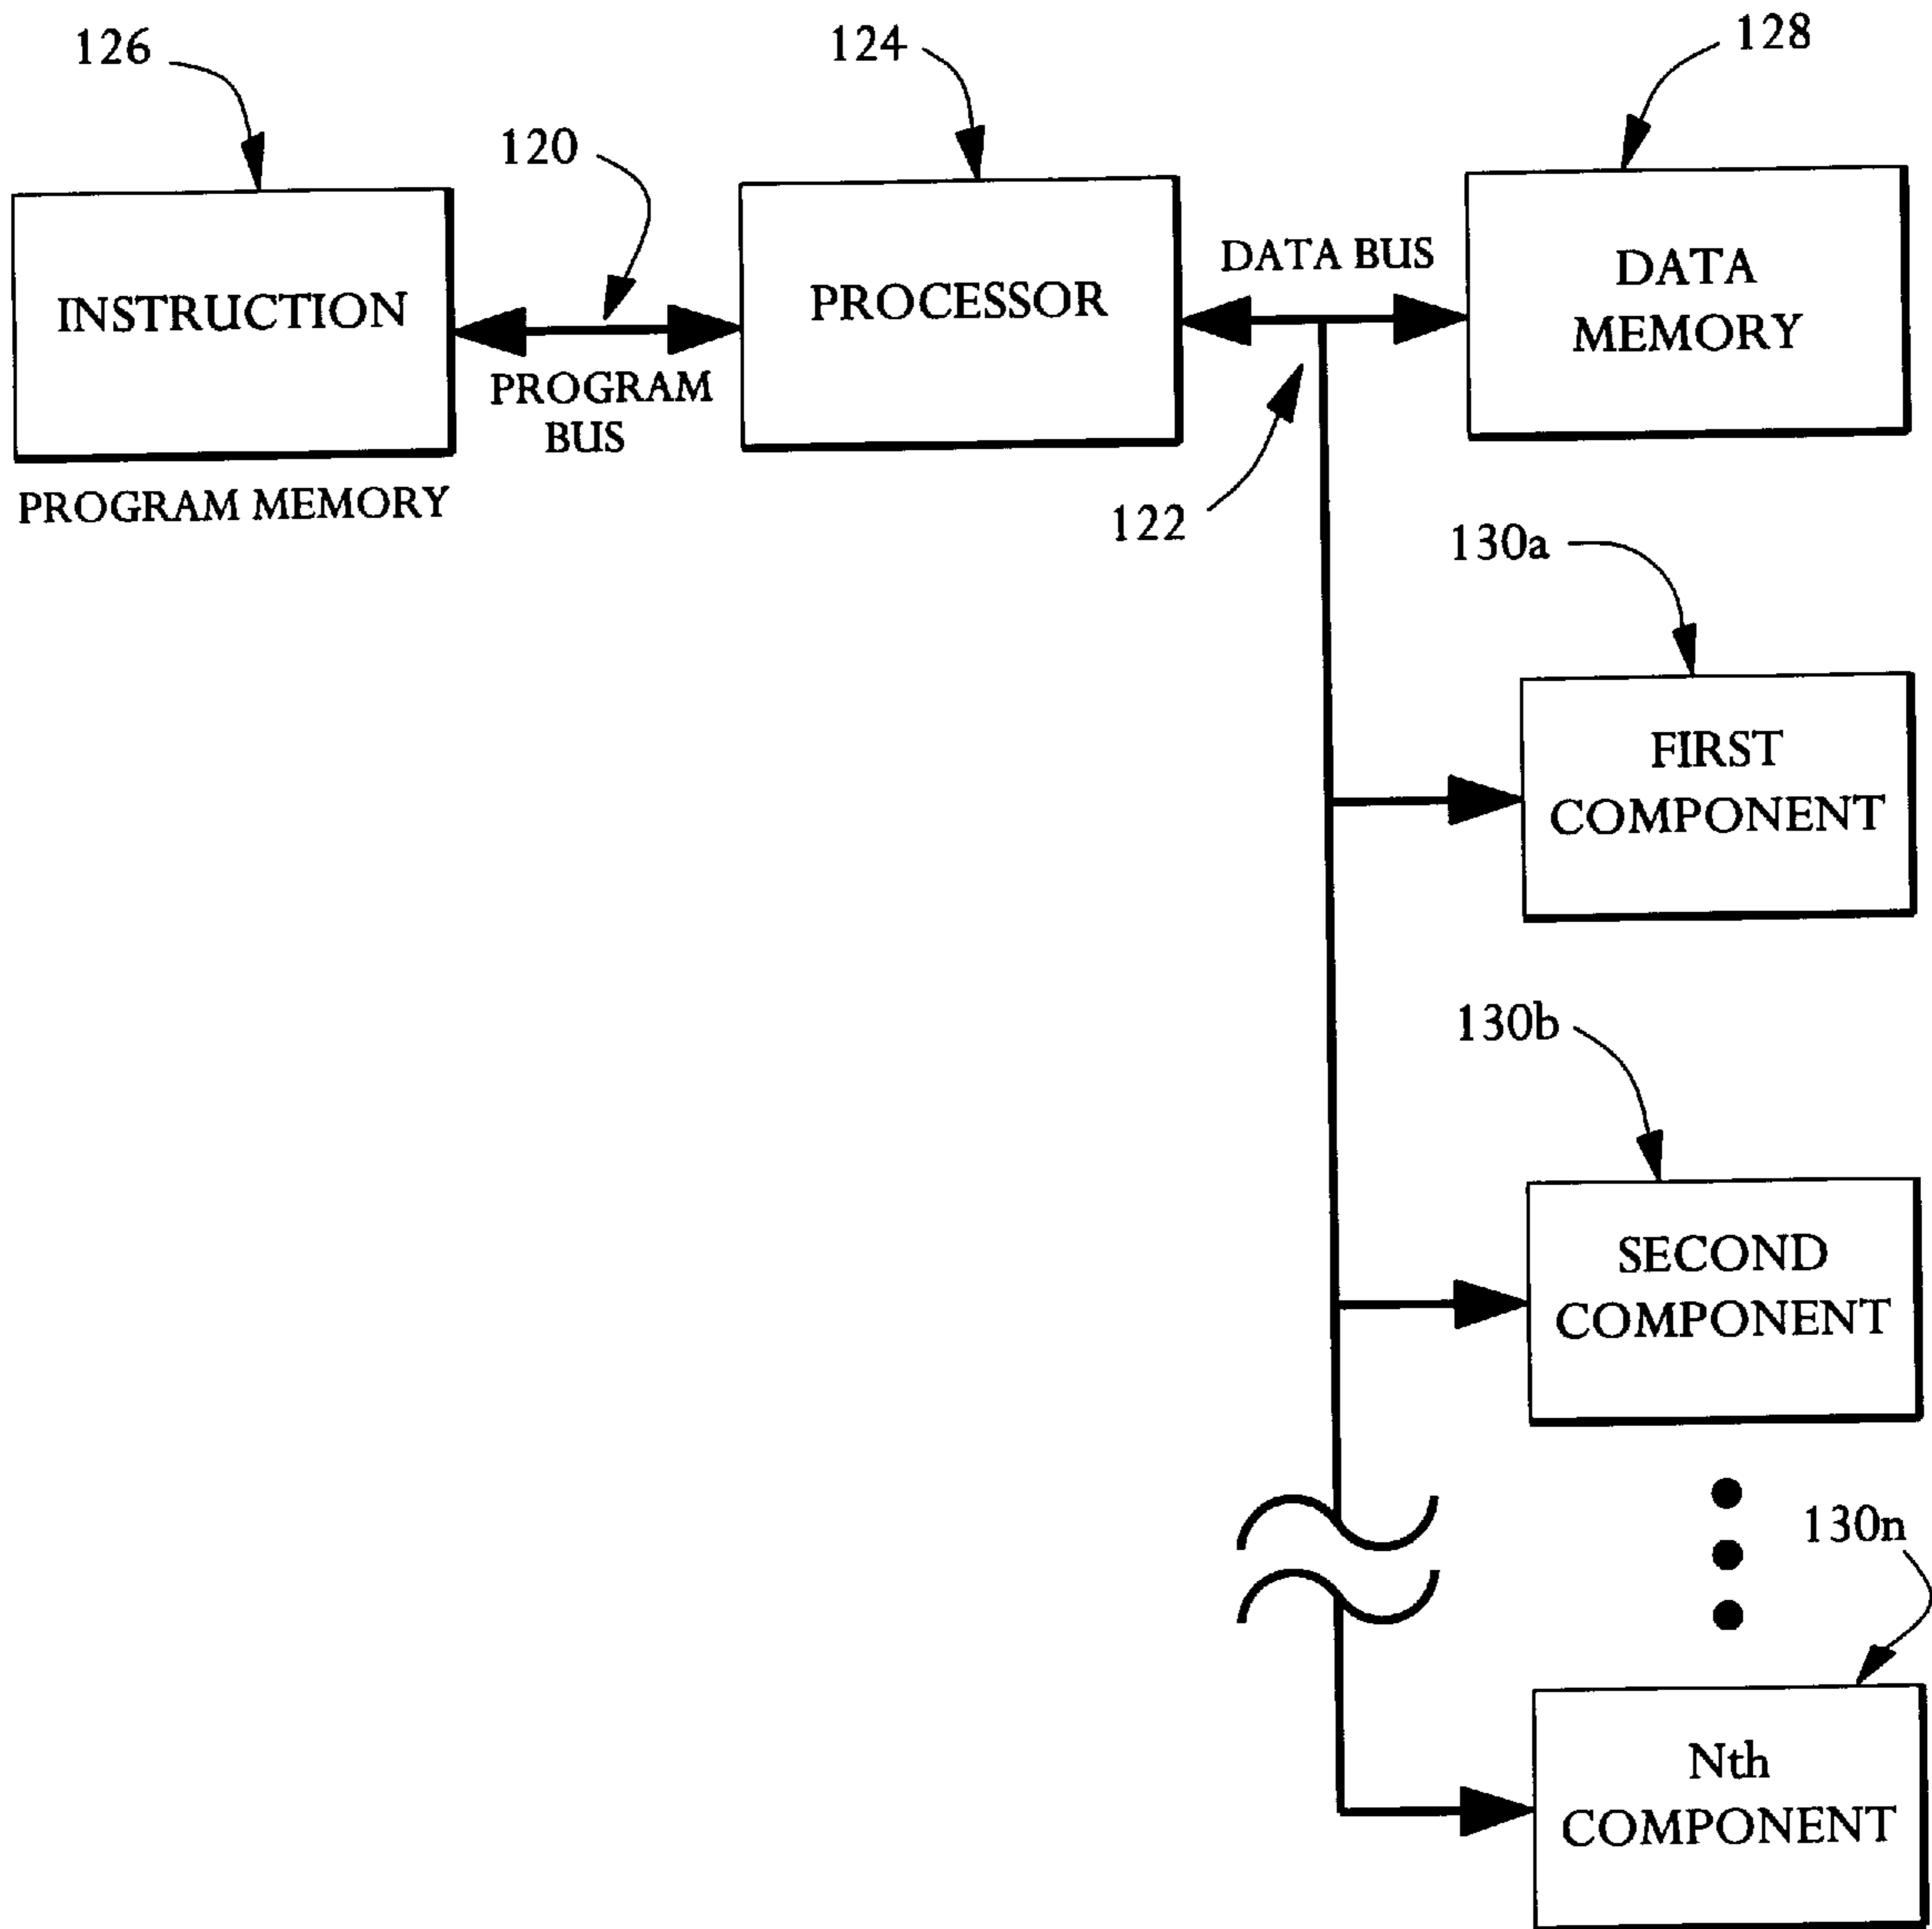 126
124
128
120
INSTRUCTION
PROGRAM
BUS
PROGRAM MEMORY
PROCESSOR
DATA BUS
DATA
MEMORY
122
130a
FIRST
COMPONENT
130b
SECOND
COMPONENT
130n
Nth
COMPONENT